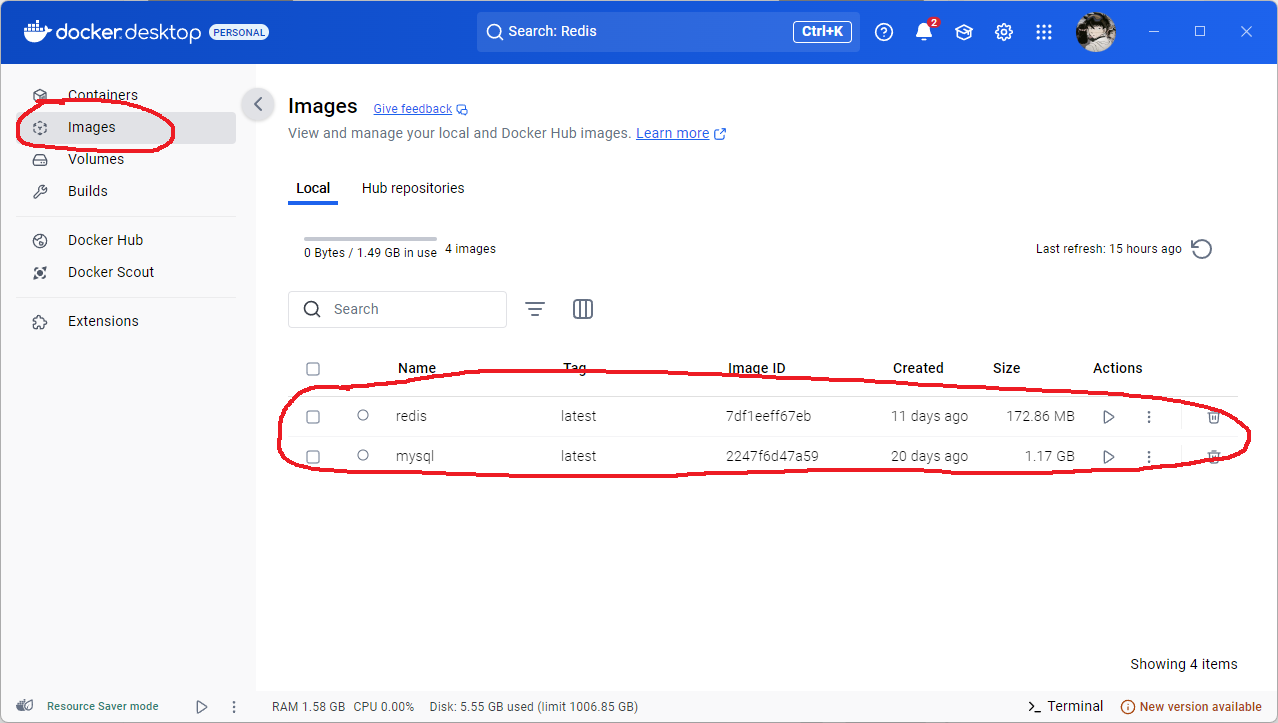 docker desktop PERSONAL
Search: Redis Ctrl+K
2
Containers
Images
Volumes
Builds
Docker Hub
Docker Scout
Extensions
Images Give feedback
View and manage your local and Docker Hub images. Learn more
Local Hub repositories
0 Bytes / 1.49 GB in use 4 images Last refresh: 15 hours ago
Search
Name Tag Image ID Created Size Actions
redis latest 7df1eeff67eb 11 days ago 172.86 MB
mysql latest 2247f6d47a59 20 days ago 1.17 GB
Showing 4 items
Resource Saver mode RAM 1.58 GB CPU 0.00% Disk: 5.55 GB used (limit 1006.85 GB) Terminal New version available